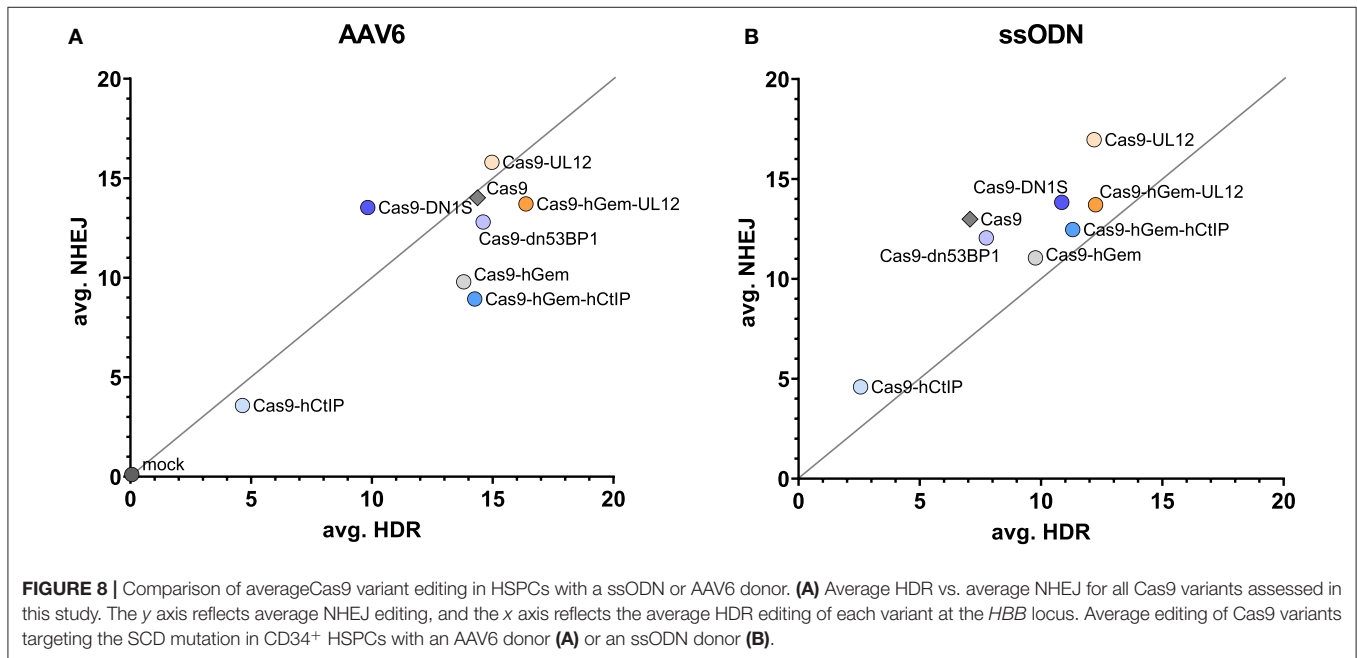 A
AAV6
20
15
10
5
0
avg. NHEJ
Cas9-UL12
Cas9
Cas9-DN1S
Cas9-hGem-UL12
Cas9-dn53BP1
Cas9-hGem
Cas9-hGem-hCtIP
Cas9-hCtIP
mock
0 5 10 15 20
avg. HDR
B
ssODN
20
15
10
5
0
avg. NHEJ
Cas9-UL12
Cas9-DN1S
Cas9-hGem-UL12
Cas9
Cas9-hGem-hCtIP
Cas9-dn53BP1
Cas9-hGem
Cas9-hCtIP
0 5 10 15 20
avg. HDR
FIGURE 8 | Comparison of averageCas9 variant editing in HSPCs with a ssODN or AAV6 donor. (A) Average HDR vs. average NHEJ for all Cas9 variants assessed in
this study. The y axis reflects average NHEJ editing, and the x axis reflects the average HDR editing of each variant at the HBB locus. Average editing of Cas9 variants
targeting the SCD mutation in CD34⁺ HSPCs with an AAV6 donor (A) or an ssODN donor (B).